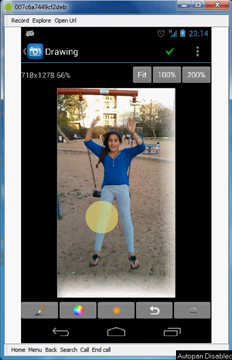 007c6a7449cf2deb
Record Explore Open Url
23:14
Drawing
718x1278 66%
Fit 100% 200%
Home Menu Back Search Call End call
Autopan Disabled